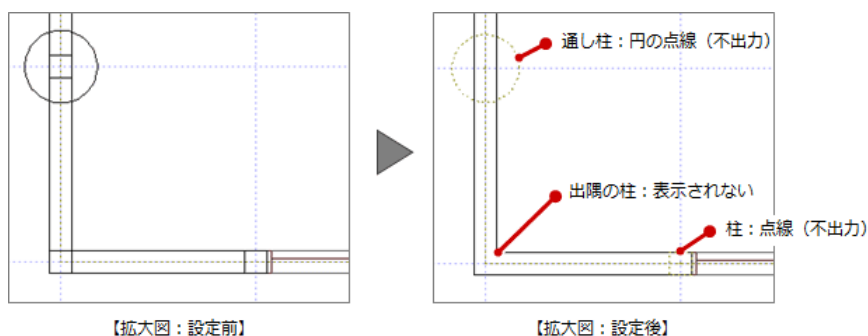 通し柱：円の点線（不出力）
出隅の柱：表示されない
柱：点線（不出力）
【拡大図：設定前】
【拡大図：設定後】